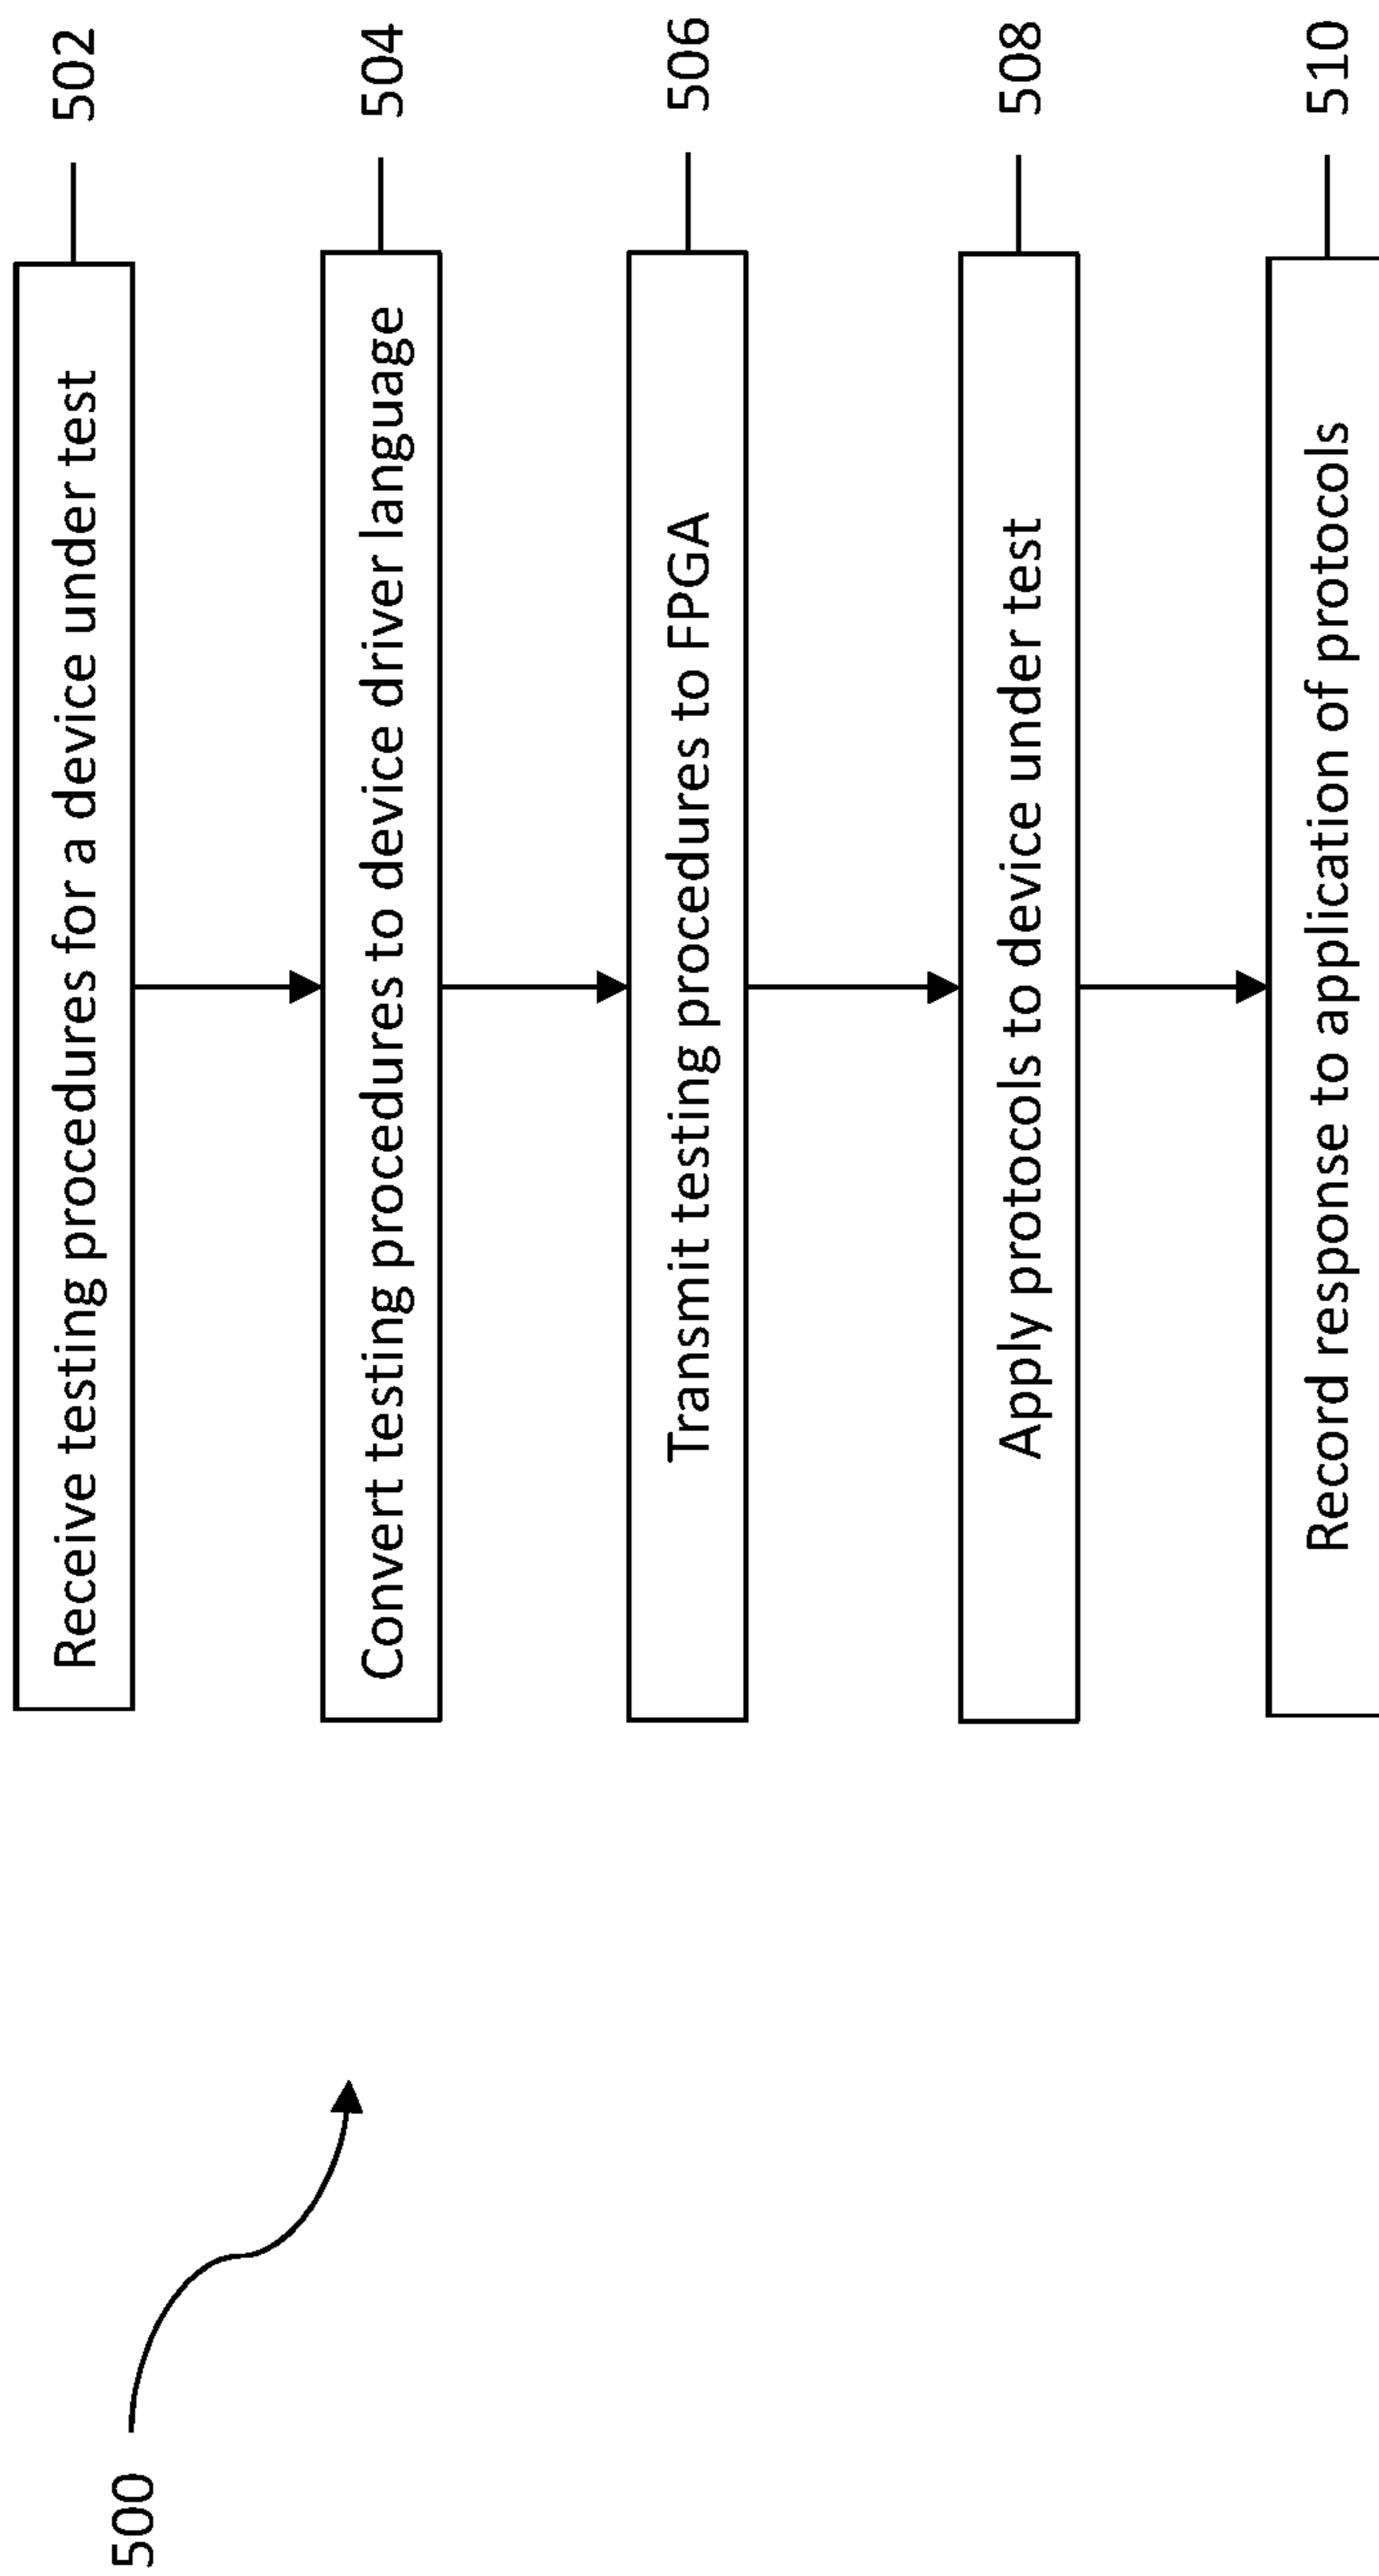 500
Receive testing procedures for a device under test
502
Convert testing procedures to device driver language
504
Transmit testing procedures to FPGA
506
Apply protocols to device under test
508
Record response to application of protocols
510